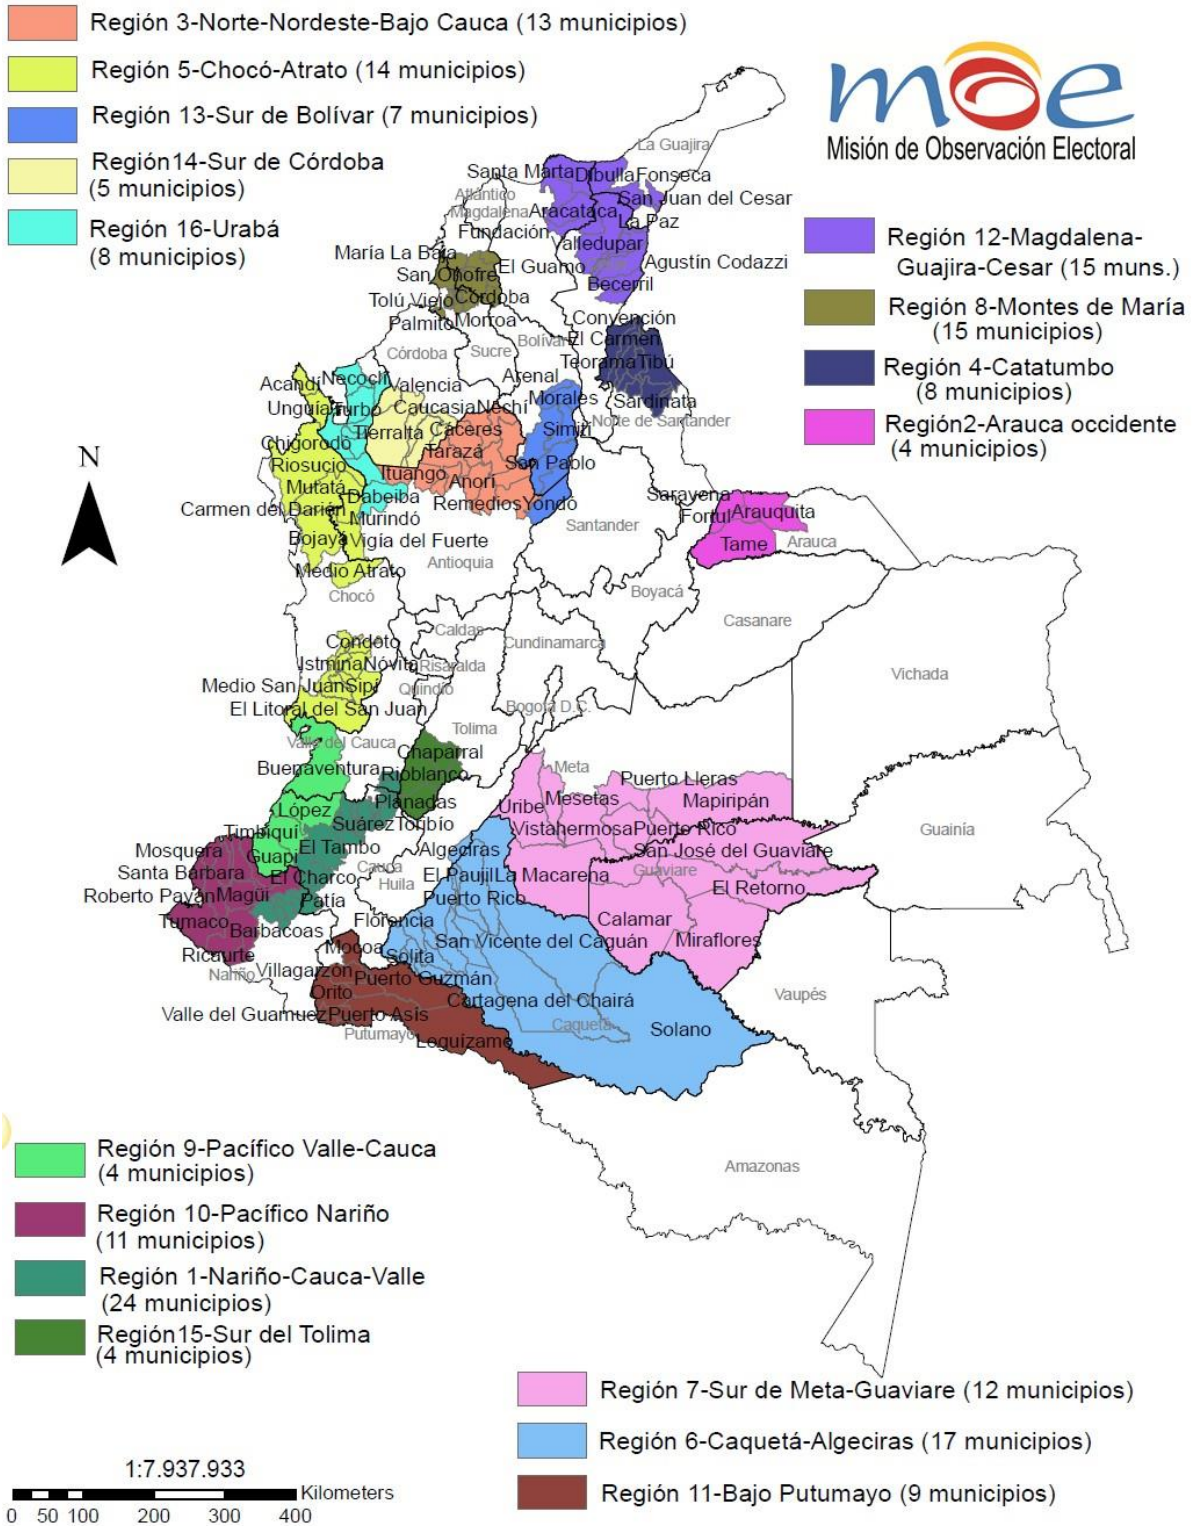 Región 3-Norte-Nordeste-Bajo Cauca (13 municipios)
Región 5-Chocó-Atrato (14 municipios)
Región 13-Sur de Bolívar (7 municipios)
Región14-Sur de Córdoba
(5 municipios)
Región 16-Urabá
(8 municipios)
moe
Misión de Observación Electoral
Región 12-Magdalena-
Guajira-Cesar (15 muns.)
Región 8-Montes de María
(15 municipios)
Región 4-Catatumbo
(8 municipios)
Región2-Arauca occidente
(4 municipios)
La Guajira
Santa Marta
Dibulla
Fonseca
Atlántico
San Juan del Cesar
Magdalena
Aracataca
La Paz
Fundación
Valledupar
María La Baja
San Onofre
El Guamo
Agustín Codazzi
Becerril
Tolú Viejo
Córdoba
Palmito
Morroa
Convención
Bolívar
El Carmen
Córdoba
Sucre
Teorama
Tibú
Arenal
Acandí
Necoclí
Valencia
Morales
Sardinata
Unguía
Turbo
Caucasia
Nechí
Norte de Santander
Chigorodó
Tierralta
Cáceres
Simití
N
Riosucio
Tarazá
San Pablo
Mutatá
Ituango
Anorí
Dabeiba
Remedios
Yondó
Saravena
Carmen del Darién
Murindó
Santander
Fortul
Arauquita
Bojayá
Vigía del Fuerte
Tame
Arauca
Antioquia
Medio Atrato
Chocó
Boyacá
Casanare
Caldas
Cundinamarca
Condoto
Istmina
Nóvita
Risaralda
Vichada
Medio San Juan
Sipí
Quindío
El Litoral del San Juan
Bogotá D.C.
Tolima
Valle del Cauca
Chaparral
Buenaventura
Rioblanco
Meta
Puerto Lleras
Planadas
Uribe
Mesetas
Mapiripán
López
Suárez
Toribío
Vistahermosa
Puerto Rico
Guainía
Timbiquí
El Tambo
Algeciras
San José del Guaviare
Mosquera
Guapi
Cauca
Guaviare
Santa Bárbara
El Charco
Huila
El Paujil
La Macarena
El Retorno
Roberto Payán
Magüi
Patía
Puerto Rico
Tumaco
Barbacoas
Florencia
Calamar
Ricaurte
Mocoa
Solita
San Vicente del Caguán
Miraflores
Nariño
Villagarzón
Puerto Guzmán
Orito
Cartagena del Chairá
Vaupés
Valle del Guamuez
Puerto Asís
Caquetá
Solano
Putumayo
Leguízamo
Amazonas
Región 9-Pacífico Valle-Cauca
(4 municipios)
Región 10-Pacífico Nariño
(11 municipios)
Región 1-Nariño-Cauca-Valle
(24 municipios)
Región15-Sur del Tolima
(4 municipios)
Región 7-Sur de Meta-Guaviare (12 municipios)
Región 6-Caquetá-Algeciras (17 municipios)
Región 11-Bajo Putumayo (9 municipios)
1:7.937.933
Kilometers
0 50 100 200 300 400